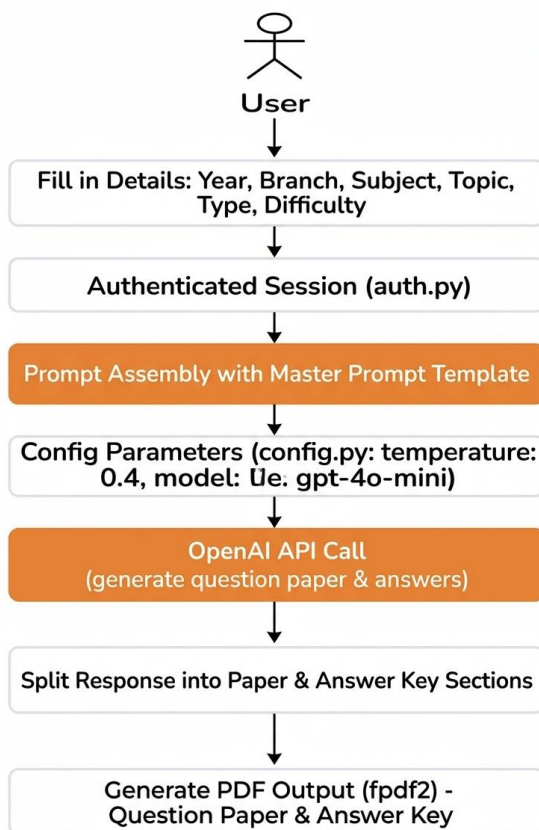 User
Fill in Details: Year, Branch, Subject, Topic,
Type, Difficulty
Authenticated Session (auth.py)
Prompt Assembly with Master Prompt Template
Config Parameters (config.py: temperature:
0.4, model: gpt-4o-mini)
OpenAI API Call
(generate question paper & answers)
Split Response into Paper & Answer Key Sections
Generate PDF Output (fpdf2) -
Question Paper & Answer Key